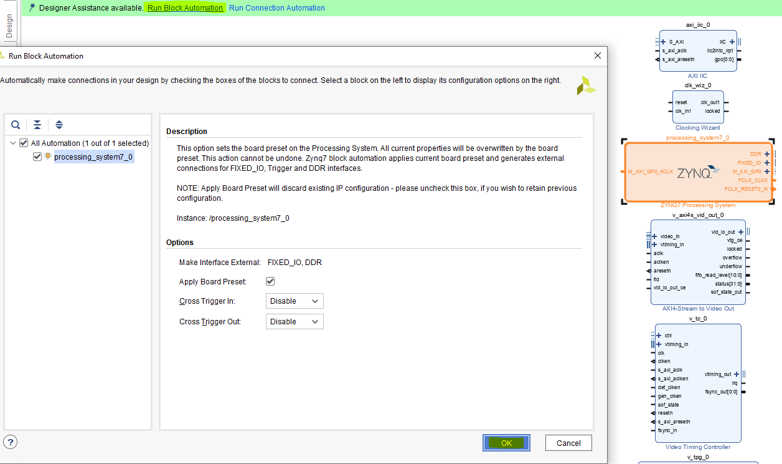 Design
Designer Assistance available. Run Block Automation Run Connection Automation
Run Block Automation
Automatically make connections in your design by checking the boxes of the blocks to connect. Select a block on the left to display its configuration options on the right.
All Automation (1 out of 1 selected)
processing_system7_0
Description
This option sets the board preset on the Processing System. All current properties will be overwritten by the board
preset. This action cannot be undone. Zynq7 block automation applies current board preset and generates external
connections for FIXED_IO, Trigger and DDR interfaces.
NOTE: Apply Board Preset will discard existing IP configuration - please uncheck this box, if you wish to retain previous
configuration.
Instance: /processing_system7_0
Options
Make Interface External: FIXED_IO, DDR
Apply Board Preset:
Cross Trigger In: Disable
Cross Trigger Out: Disable
?
OK
Cancel
axi_iic_0
S_AXI IIC
s_axi_aclk iic2intc_irpt
s_axi_aresetn gpo[0:0]
AXI IIC
clk_wiz_0
reset clk_out1
clk_in1 locked
Clocking Wizard
processing_system7_0
DDR
FIXED_IO
M_AXI_GP0_ACLK ZYNQ M_AXI_GP0
FCLK_CLK0
FCLK_RESET0_N
ZYNQ7 Processing System
v_axi4s_vid_out_0
video_in vid_io_out
vtiming_in vtg_ce
aclk locked
aclken overflow
aresetn underflow
fid fifo_read_level[10:0]
vid_io_out_ce status[31:0]
sof_state_out
AXI4-Stream to Video Out
v_tc_0
ctrl
vtiming_in
clk
clken
s_axi_aclk
s_axi_aclken vtiming_out
det_clken irq
gen_clken fsync_out[0:0]
sof_state
resetn
s_axi_aresetn
fsync_in
Video Timing Controller
v_tpg_0